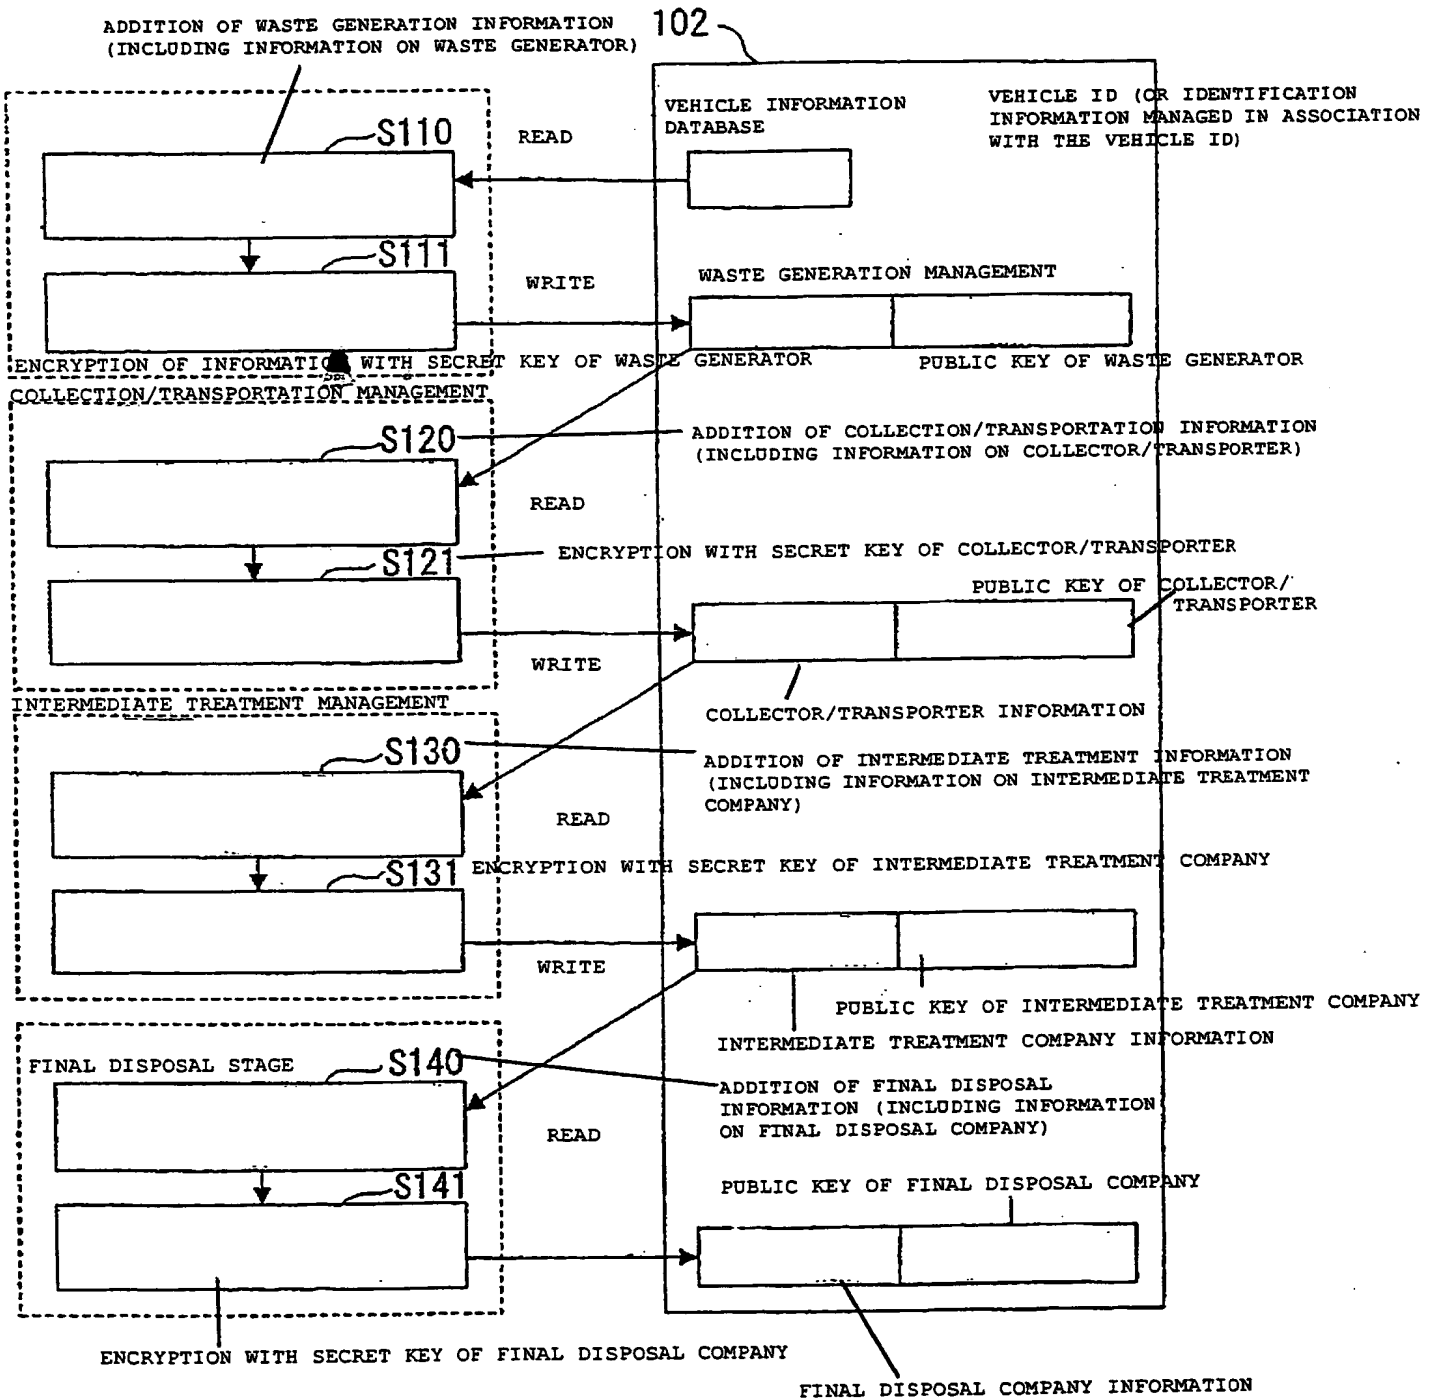 ADDITION OF WASTE GENERATION INFORMATION
(INCLUDING INFORMATION ON WASTE GENERATOR)
102
VEHICLE INFORMATION
DATABASE
VEHICLE ID (OR IDENTIFICATION
INFORMATION MANAGED IN ASSOCIATION
WITH THE VEHICLE ID)
S110
READ
S111
WRITE
WASTE GENERATION MANAGEMENT
ENCRYPTION OF INFORMATION WITH SECRET KEY OF WASTE GENERATOR
PUBLIC KEY OF WASTE GENERATOR
COLLECTION/TRANSPORTATION MANAGEMENT
S120
ADDITION OF COLLECTION/TRANSPORTATION INFORMATION
(INCLUDING INFORMATION ON COLLECTOR/TRANSPORTER)
READ
S121
ENCRYPTION WITH SECRET KEY OF COLLECTOR/TRANSPORTER
PUBLIC KEY OF COLLECTOR/
TRANSPORTER
WRITE
COLLECTOR/TRANSPORTER INFORMATION
INTERMEDIATE TREATMENT MANAGEMENT
S130
ADDITION OF INTERMEDIATE TREATMENT INFORMATION
(INCLUDING INFORMATION ON INTERMEDIATE TREATMENT
COMPANY)
READ
S131
ENCRYPTION WITH SECRET KEY OF INTERMEDIATE TREATMENT COMPANY
WRITE
PUBLIC KEY OF INTERMEDIATE TREATMENT COMPANY
INTERMEDIATE TREATMENT COMPANY INFORMATION
FINAL DISPOSAL STAGE
S140
ADDITION OF FINAL DISPOSAL
INFORMATION (INCLUDING INFORMATION
ON FINAL DISPOSAL COMPANY)
READ
S141
PUBLIC KEY OF FINAL DISPOSAL COMPANY
ENCRYPTION WITH SECRET KEY OF FINAL DISPOSAL COMPANY
FINAL DISPOSAL COMPANY INFORMATION